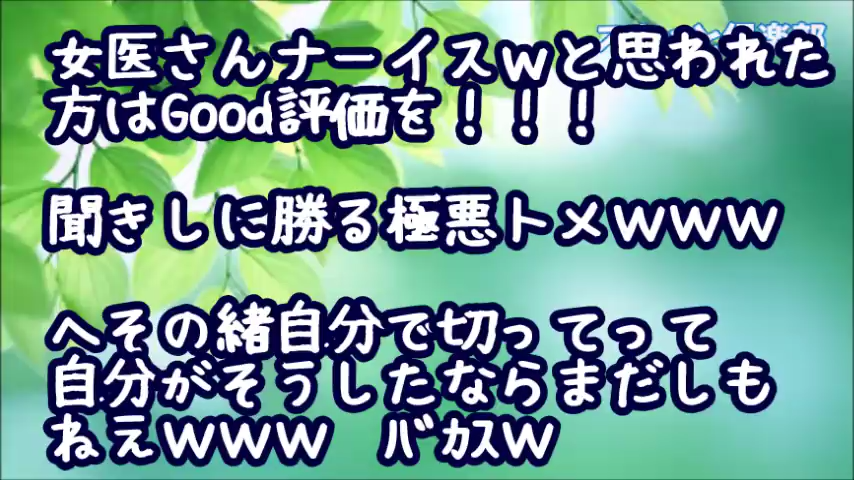 女医さんナーイスｗと思われた
方はGood評価を！！！
聞きしに勝る極悪トメｗｗｗ
へその緒自分で切ってって
自分がそうしたならまだしも
ねぇｗｗｗ　ﾊﾞｶｽｗ